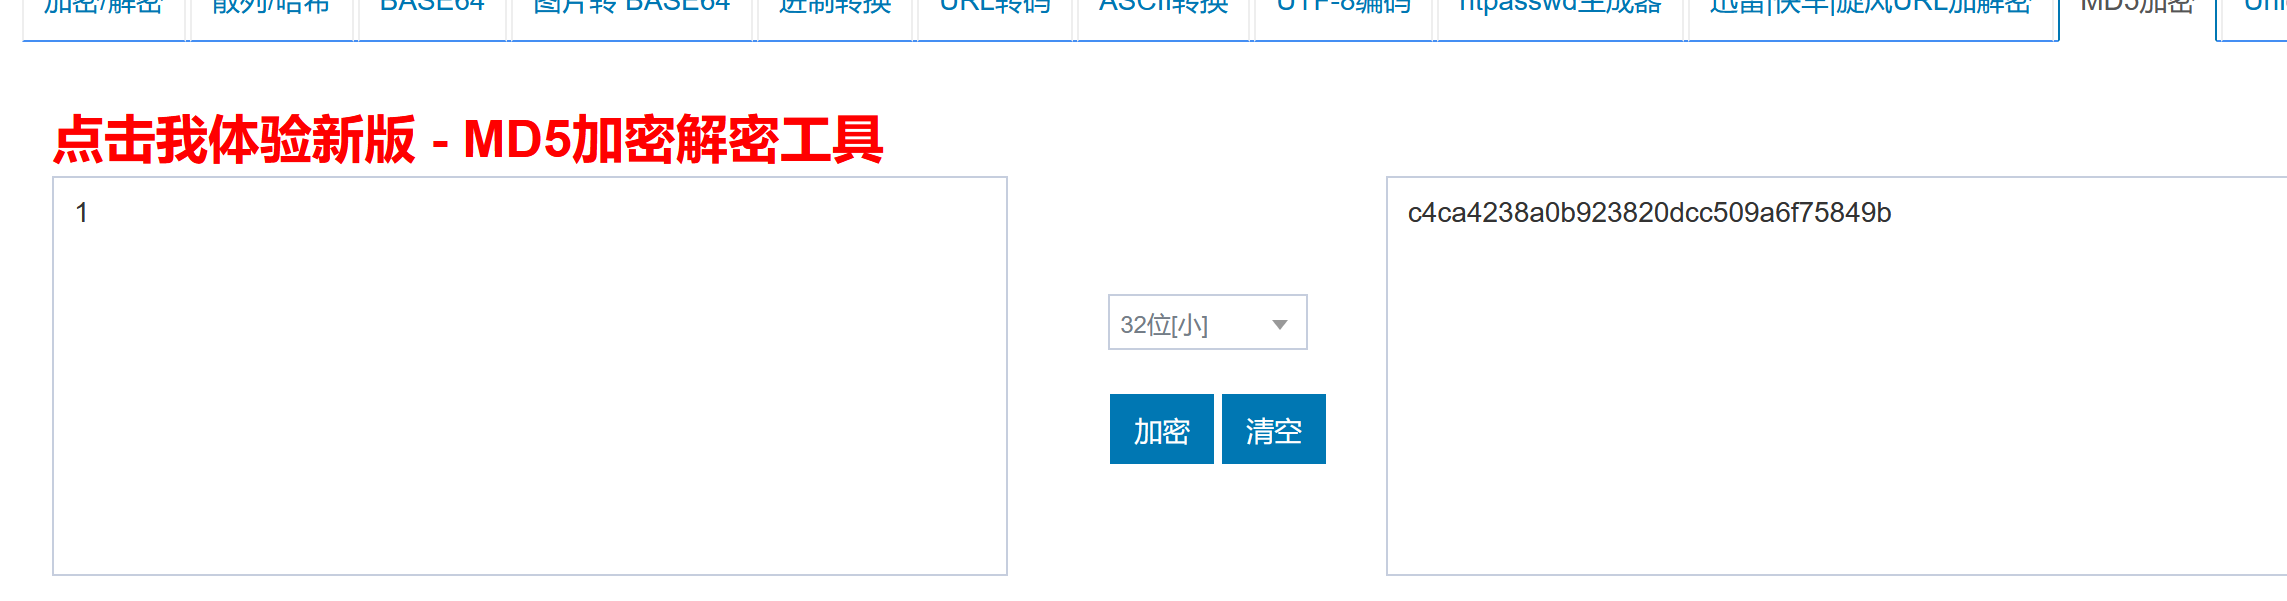 加密/解密 散列/哈希 BASE64 图片转 BASE64 进制转换 URL转码 ASCII转换 UTF-8编码 htpasswd生成器 迅雷|快车|旋风URL加解密 MD5加密
点击我体验新版 - MD5加密解密工具
1
c4ca4238a0b923820dcc509a6f75849b
32位[小]
加密 清空